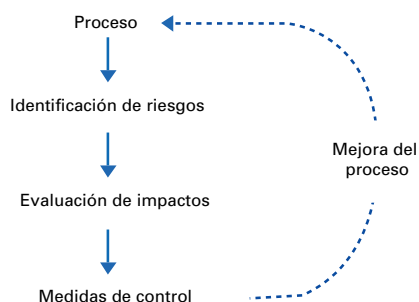 Proceso
Identificación de riesgos
Mejora del
proceso
Evaluación de impactos
Medidas de control